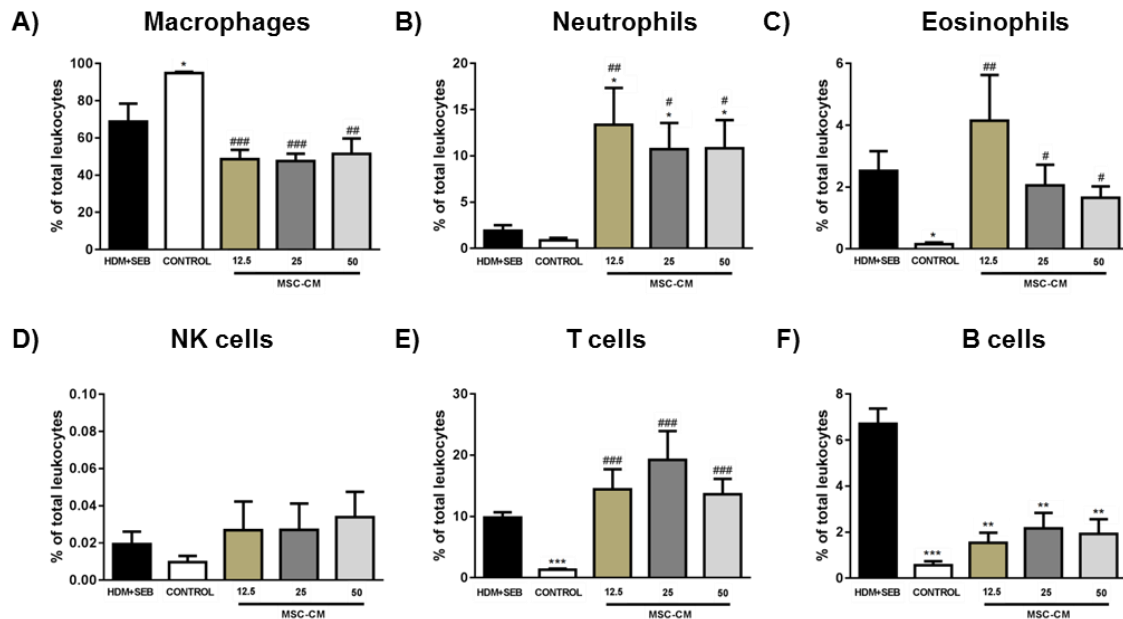 A) Macrophages
% of total leukocytes
100
80
60
40
20
0
*
###
###
##
HDM+SEB CONTROL 12.5 25 50
MSC-CM
B) Neutrophils
% of total leukocytes
20
15
10
5
0
##
*
#
*
#
*
HDM+SEB CONTROL 12.5 25 50
MSC-CM
C) Eosinophils
% of total leukocytes
6
4
2
0
*
##
#
#
HDM+SEB CONTROL 12.5 25 50
MSC-CM
D) NK cells
% of total leukocytes
0.10
0.08
0.06
0.04
0.02
0.00
HDM+SEB CONTROL 12.5 25 50
MSC-CM
E) T cells
% of total leukocytes
30
20
10
0
***
###
###
###
HDM+SEB CONTROL 12.5 25 50
MSC-CM
F) B cells
% of total leukocytes
8
6
4
2
0
***
**
**
**
HDM+SEB CONTROL 12.5 25 50
MSC-CM